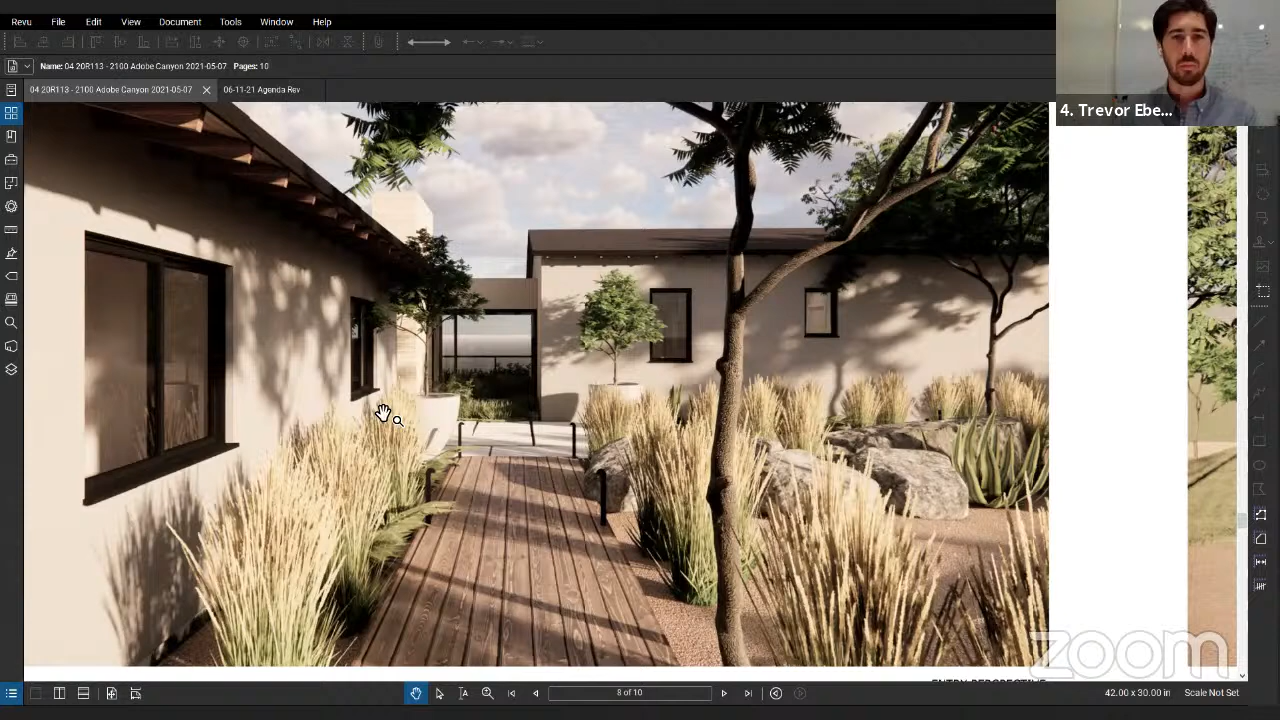 Revu File Edit View Document Tools Window Help
Name: 04 20R113 - 2100 Adobe Canyon 2021-05-07 Pages: 10
04 20R113 - 2100 Adobe Canyon 2021-05-07 06-11-21 Agenda Rev
4. Trevor Ebe...
zoom
ENTRY PERSPECTIVE
8 of 10
42.00 x 30.00 in Scale Not Set